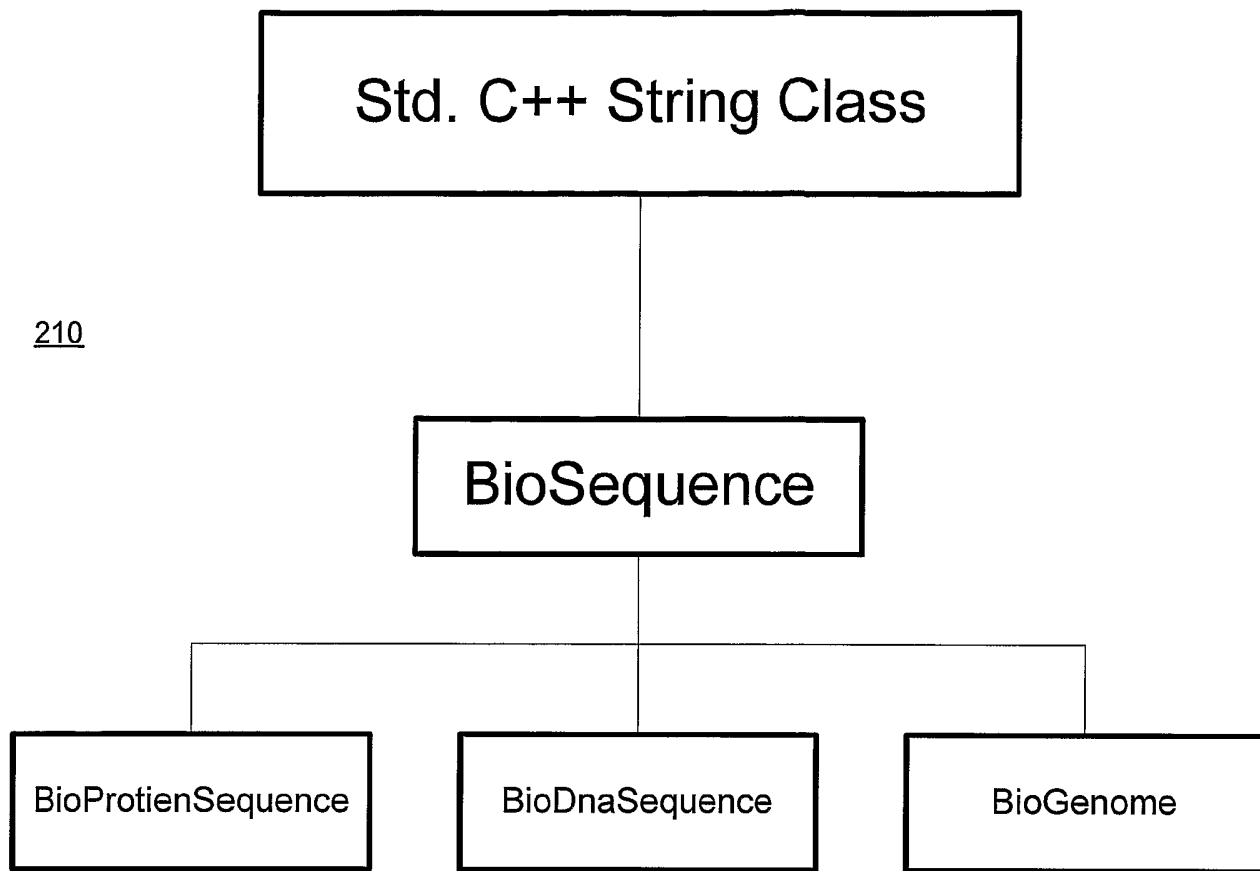 Std. C++ String Class
210
BioSequence
BioProtienSequence
BioDnaSequence
BioGenome